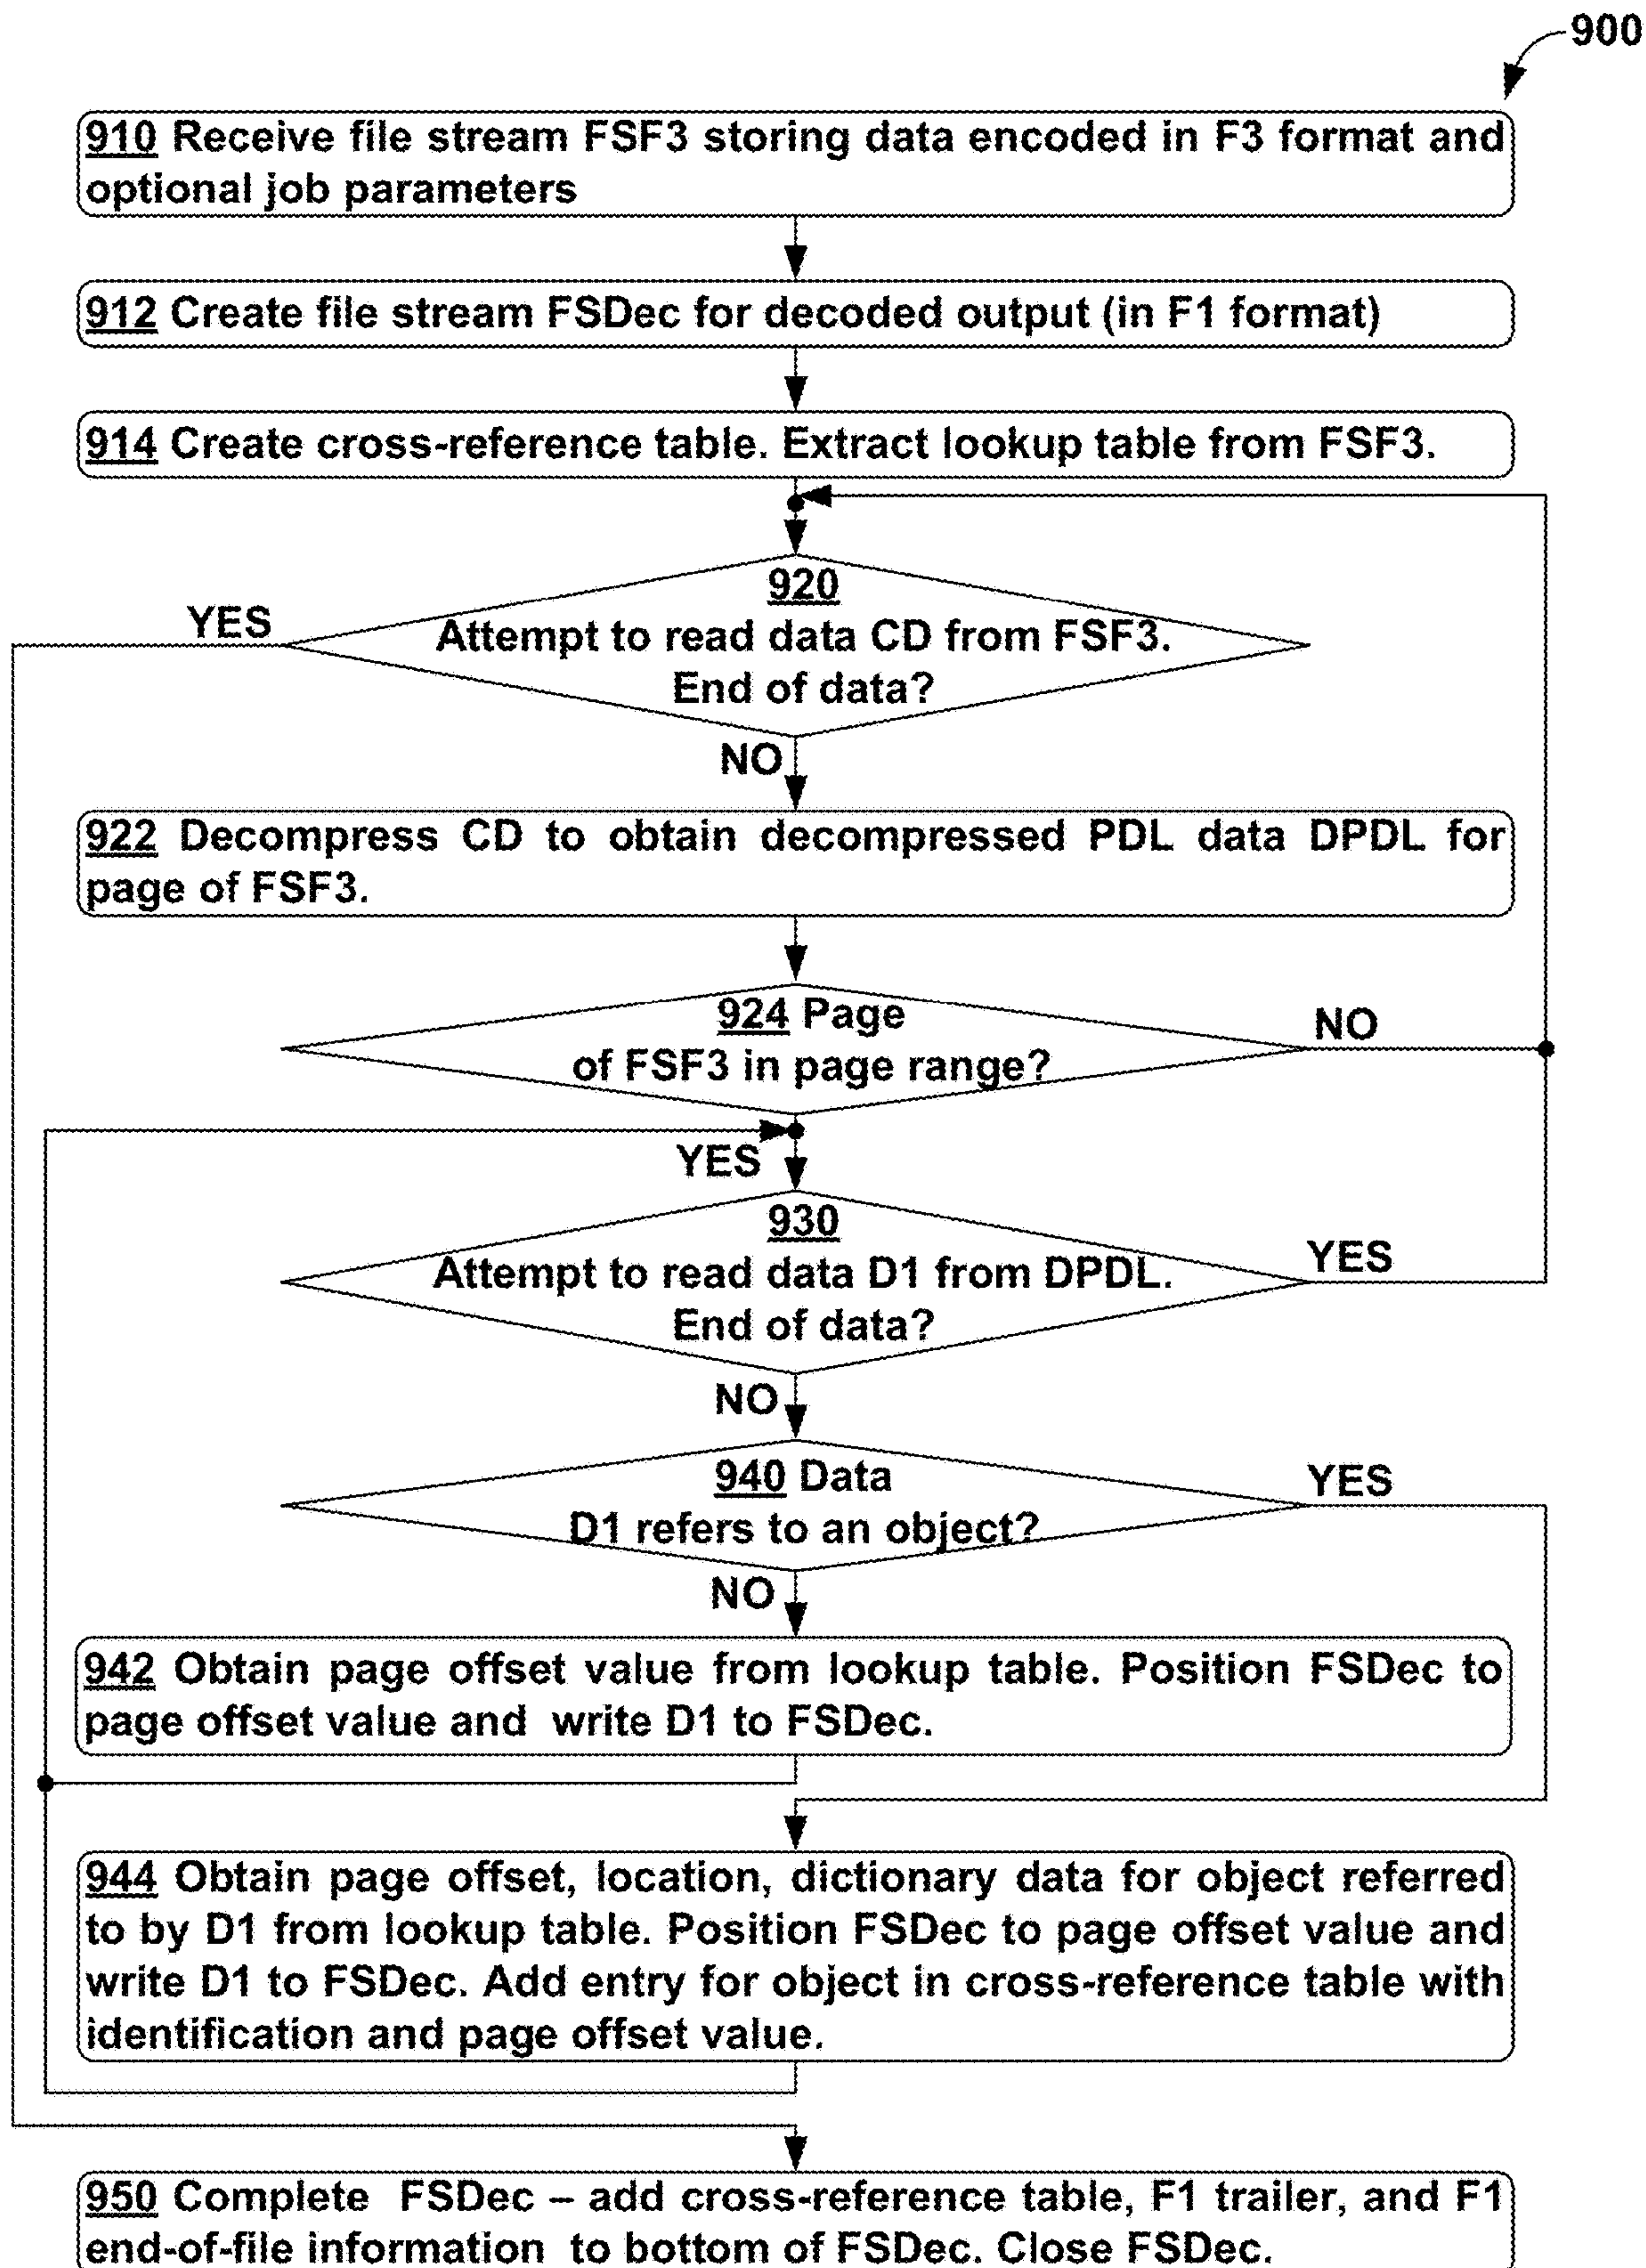 900
910 Receive file stream FSF3 storing data encoded in F3 format and
optional job parameters
912 Create file stream FSDec for decoded output (in F1 format)
914 Create cross-reference table. Extract lookup table from FSF3.
920
YES
Attempt to read data CD from FSF3.
End of data?
NO
922 Decompress CD to obtain decompressed PDL data DPDL for
page of FSF3.
924 Page
NO
of FSF3 in page range?
YES
930
Attempt to read data D1 from DPDL.
YES
End of data?
NO
940 Data
YES
D1 refers to an object?
NO
942 Obtain page offset value from lookup table. Position FSDec to
page offset value and write D1 to FSDec.
944 Obtain page offset, location, dictionary data for object referred
to by D1 from lookup table. Position FSDec to page offset value and
write D1 to FSDec. Add entry for object in cross-reference table with
identification and page offset value.
950 Complete FSDec – add cross-reference table, F1 trailer, and F1
end-of-file information to bottom of FSDec. Close FSDec.